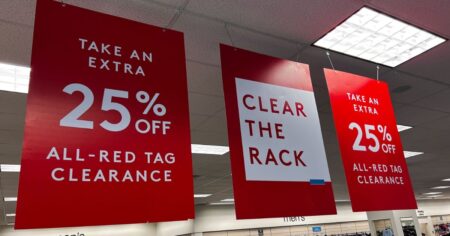 TAKE AN
EXTRA
25% OFF
ALL-RED TAG
CLEARANCE
CLEAR
THE
RACK
TAKE AN
EXTRA
25% OFF
ALL-RED TAG
CLEARANCE
men's